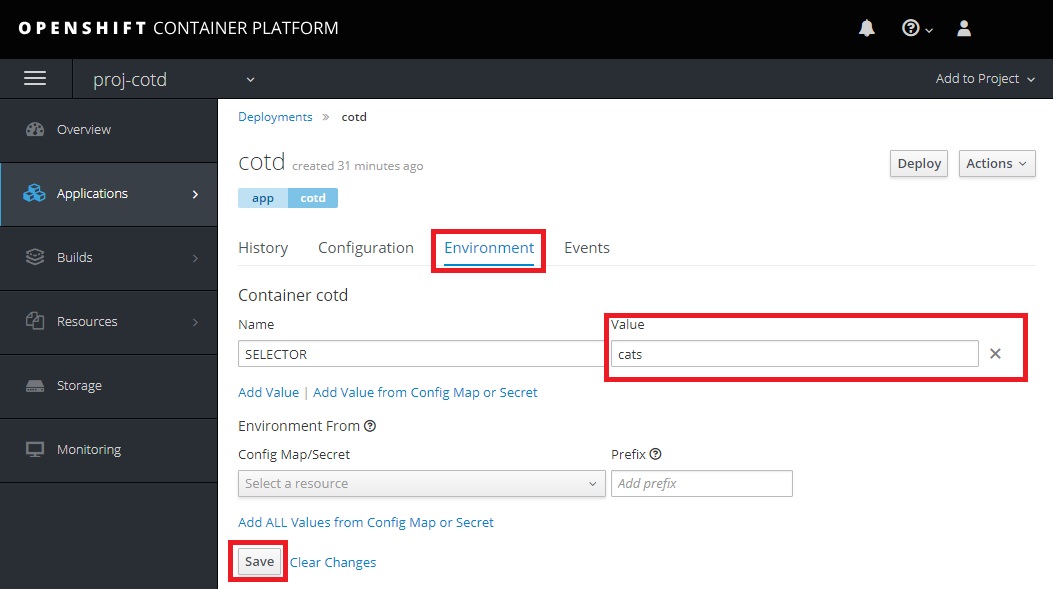 OPENSHIFT CONTAINER PLATFORM
proj-cotd
Add to Project
Overview
Applications
Builds
Resources
Storage
Monitoring
Deployments » cotd
cotd created 31 minutes ago
Deploy Actions
app cotd
History Configuration Environment Events
Container cotd
Name Value
SELECTOR cats
Add Value | Add Value from Config Map or Secret
Environment From
Config Map/Secret Prefix
Select a resource Add prefix
Add ALL Values from Config Map or Secret
Save Clear Changes